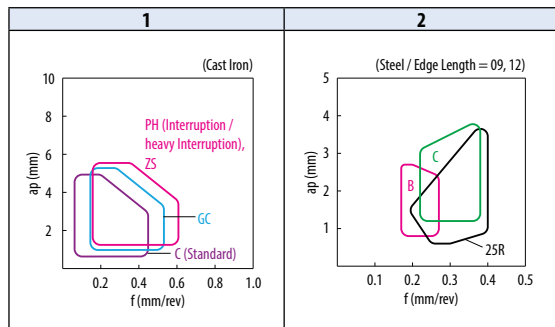 1
(Cast Iron)
10
8
6
4
2
ap (mm)
PH (Interruption /
heavy Interruption),
ZS
GC
C (Standard)
0.2
0.4
0.6
0.8
1.0
f (mm/rev)
2
(Steel / Edge Length = 09, 12)
5
4
3
2
1
ap (mm)
C
B
25R
0.1
0.2
0.3
0.4
0.5
f (mm/rev)